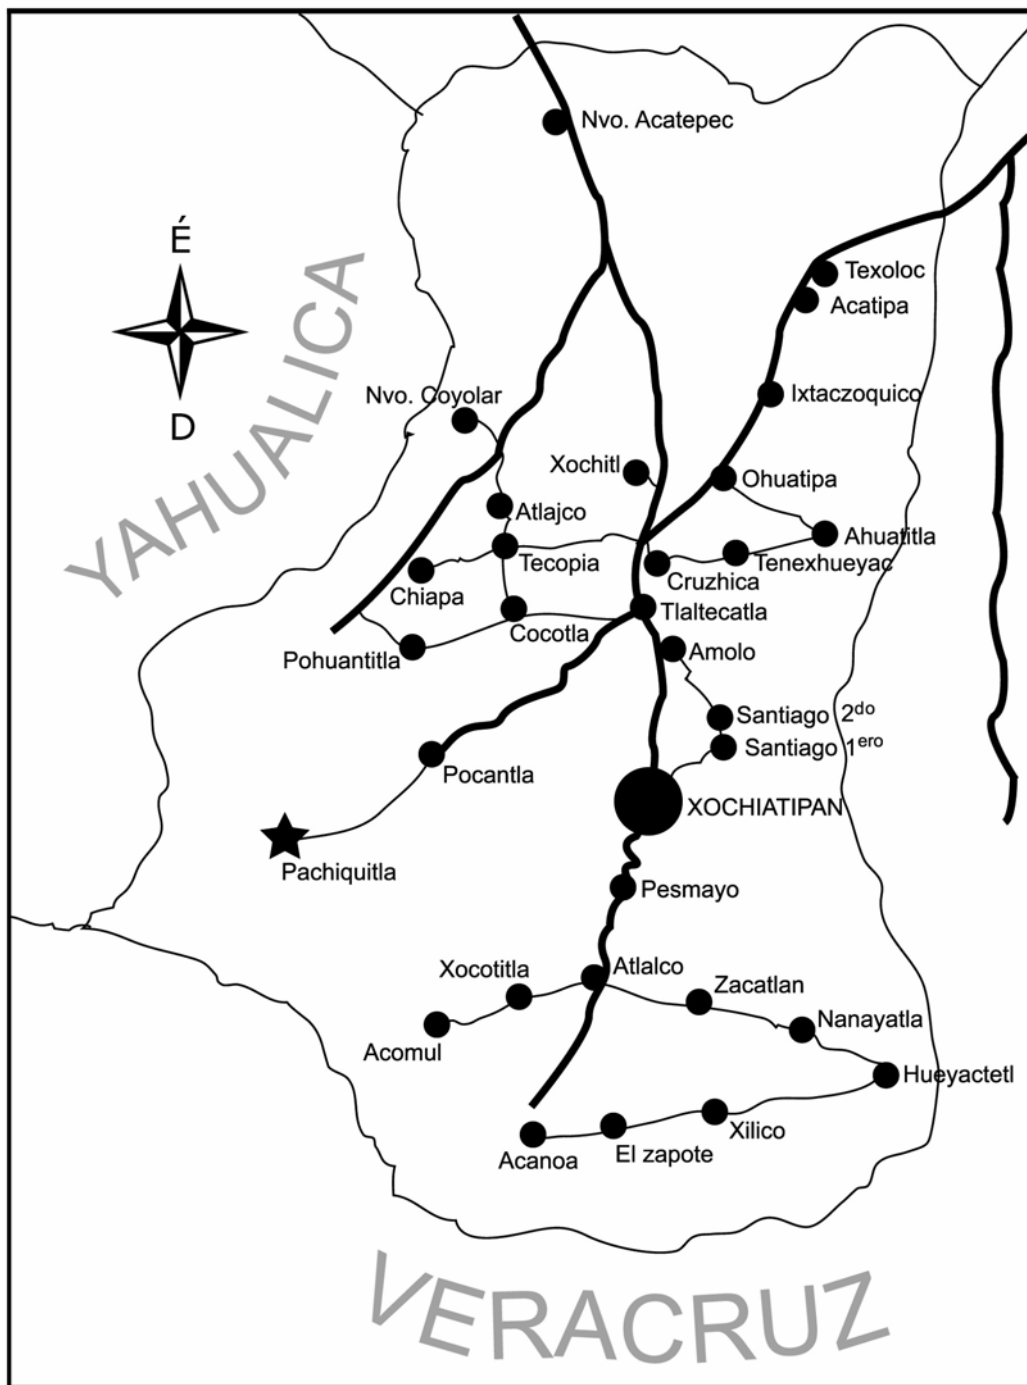 Nvo. Acatepec
É
YAHUALICA
D
Texoloc
Acatipa
Nvo. Coyolar
Ixtaczoquico
Xochitl
Ohuatipa
Atlajco
Ahuatitla
Tecopia
Tenexhueyac
Chiapa
Cruzhica
Cocotla
Tlaltecatla
Pohuantitla
Amolo
Santiago 2do
Santiago 1ero
Pocantla
XOCHIATIPAN
Pachiquitla
Pesmayo
Xocotitla
Atlalco
Zacatlan
Nanayatla
Acomul
Hueyactetl
Xilico
El zapote
Acanoa
VERACRUZ